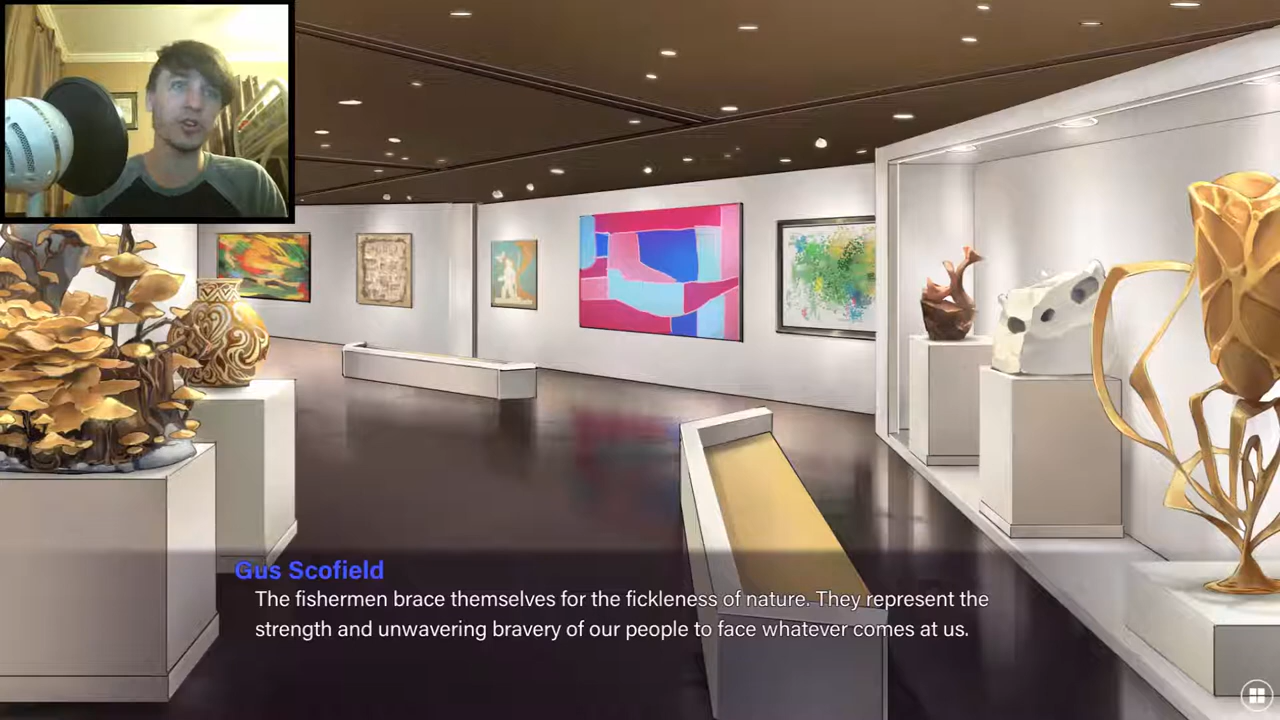 Gus Scofield
The fishermen brace themselves for the fickleness of nature. They represent the
strength and unwavering bravery of our people to face whatever comes at us.